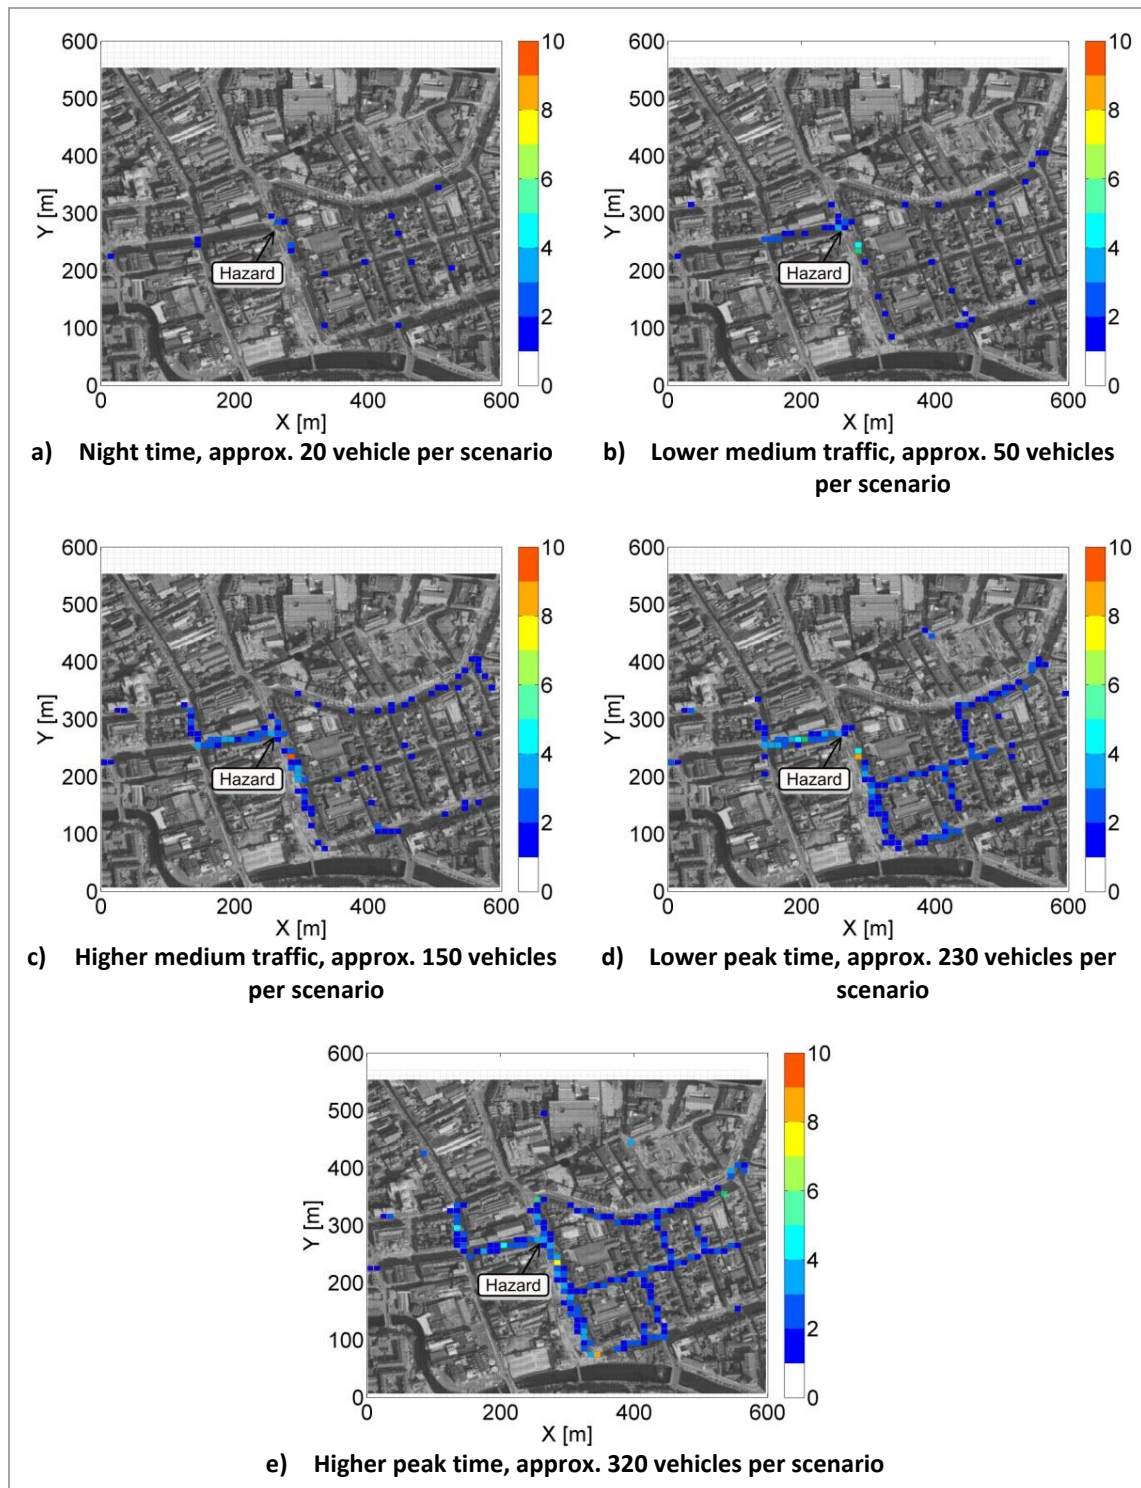 600
500
400
300
200
100
0
Y [m]
0 200 400 600
X [m]
10
8
6
4
2
0
Hazard
a) Night time, approx. 20 vehicle per scenario
600
500
400
300
200
100
0
Y [m]
0 200 400 600
X [m]
10
8
6
4
2
0
Hazard
b) Lower medium traffic, approx. 50 vehicles
per scenario
600
500
400
300
200
100
0
Y [m]
0 200 400 600
X [m]
10
8
6
4
2
0
Hazard
c) Higher medium traffic, approx. 150 vehicles
per scenario
600
500
400
300
200
100
0
Y [m]
0 200 400 600
X [m]
10
8
6
4
2
0
Hazard
d) Lower peak time, approx. 230 vehicles per
scenario
600
500
400
300
200
100
0
Y [m]
0 200 400 600
X [m]
10
8
6
4
2
0
Hazard
e) Higher peak time, approx. 320 vehicles per scenario